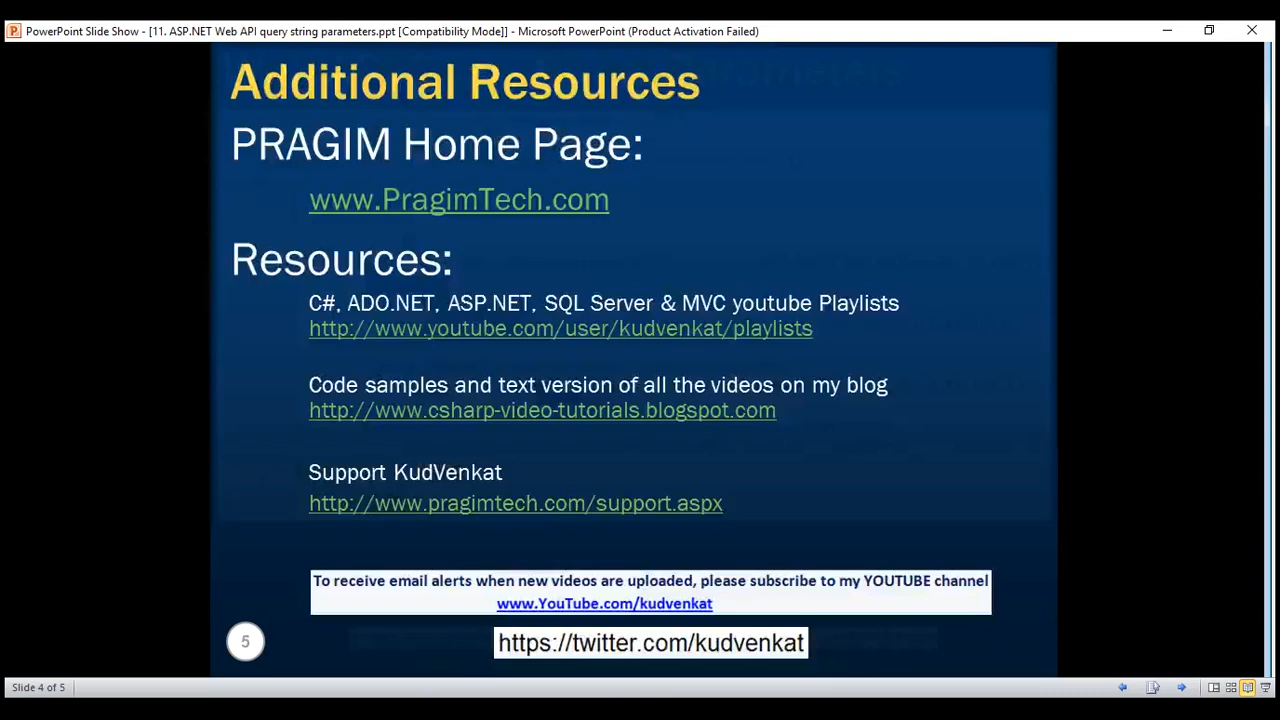 PowerPoint Slide Show - [11. ASP.NET Web API query string parameters.ppt [Compatibility Mode]] - Microsoft PowerPoint (Product Activation Failed)
Additional Resources
PRAGIM Home Page:
www.PragimTech.com
Resources:
C#, ADO.NET, ASP.NET, SQL Server & MVC youtube Playlists
http://www.youtube.com/user/kudvenkat/playlists
Code samples and text version of all the videos on my blog
http://www.csharp-video-tutorials.blogspot.com
Support KudVenkat
http://www.pragimtech.com/support.aspx
To receive email alerts when new videos are uploaded, please subscribe to my YOUTUBE channel
www.YouTube.com/kudvenkat
5
https://twitter.com/kudvenkat
Slide 4 of 5